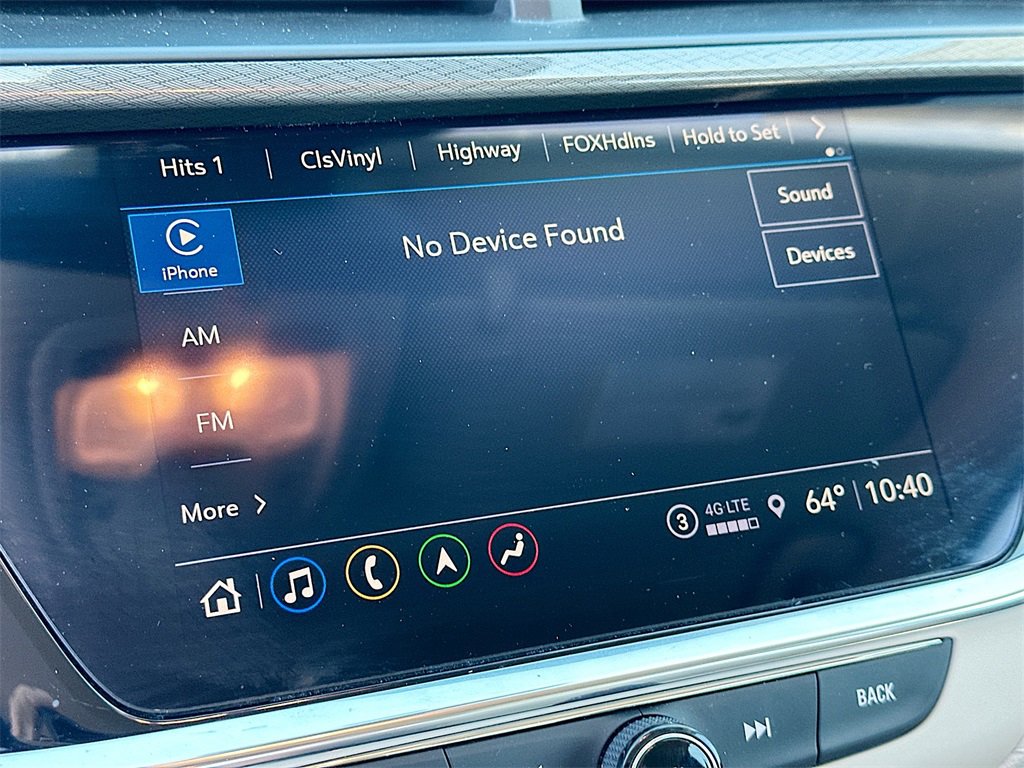 Hits 1
ClsVinyl
Highway
FOXHdlns
Hold to Set
iPhone
No Device Found
Sound
Devices
AM
FM
More
3
4G LTE
64°
10:40
BACK